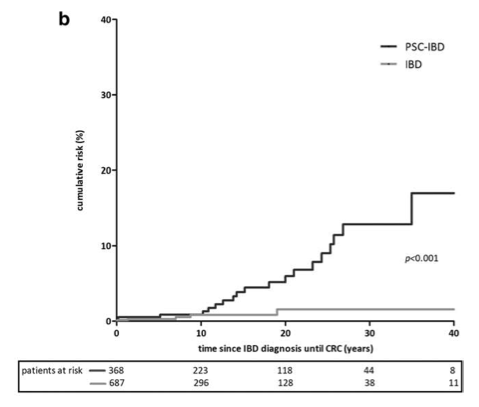 b
40
30
20
10
0
cumulative risk (%)
PSC-IBD
IBD
p<0.001
0 10 20 30 40
time since IBD diagnosis until CRC (years)
patients at risk 368 223 118 44 8
687 296 128 38 11